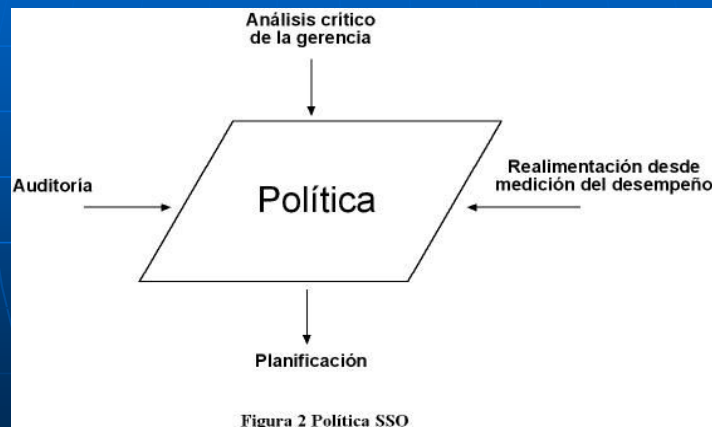 Análisis critico
de la gerencia
Auditoría
Política
Realimentación desde
medición del desempeño
Planificación
Figura 2 Política SSO